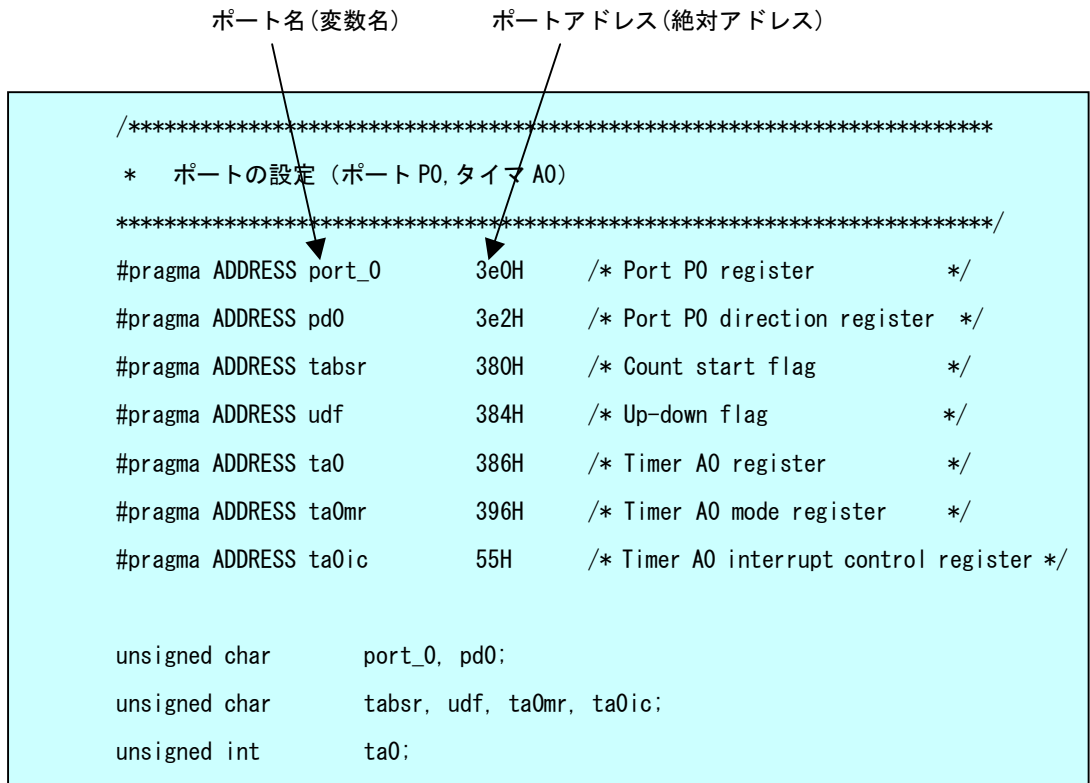 ポート名(変数名) ポートアドレス(絶対アドレス)
/************************************************************************
* ポートの設定 (ポート P0,タイマ A0)
*************************************************************************/
#pragma ADDRESS port_0 3e0H /* Port P0 register */
#pragma ADDRESS pd0 3e2H /* Port P0 direction register */
#pragma ADDRESS tabsr 380H /* Count start flag */
#pragma ADDRESS udf 384H /* Up-down flag */
#pragma ADDRESS ta0 386H /* Timer A0 register */
#pragma ADDRESS ta0mr 396H /* Timer A0 mode register */
#pragma ADDRESS ta0ic 55H /* Timer A0 interrupt control register */
unsigned char port_0, pd0;
unsigned char tabsr, udf, ta0mr, ta0ic;
unsigned int ta0;